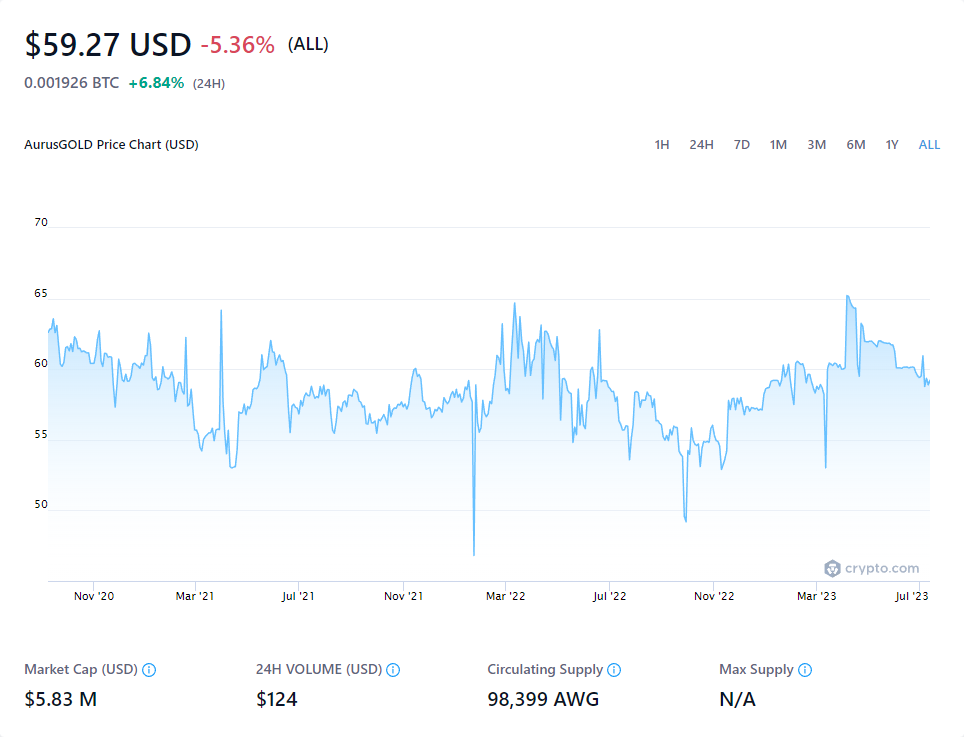 $59.27 USD -5.36% (ALL)
0.001926 BTC +6.84% (24H)
AurusGOLD Price Chart (USD) 1H 24H 7D 1M 3M 6M 1Y ALL
70
65
60
55
50
crypto.com
Nov '20 Mar '21 Jul '21 Nov '21 Mar '22 Jul '22 Nov '22 Mar '23 Jul '23
Market Cap (USD) 24H VOLUME (USD) Circulating Supply Max Supply
$5.83 M $124 98,399 AWG N/A